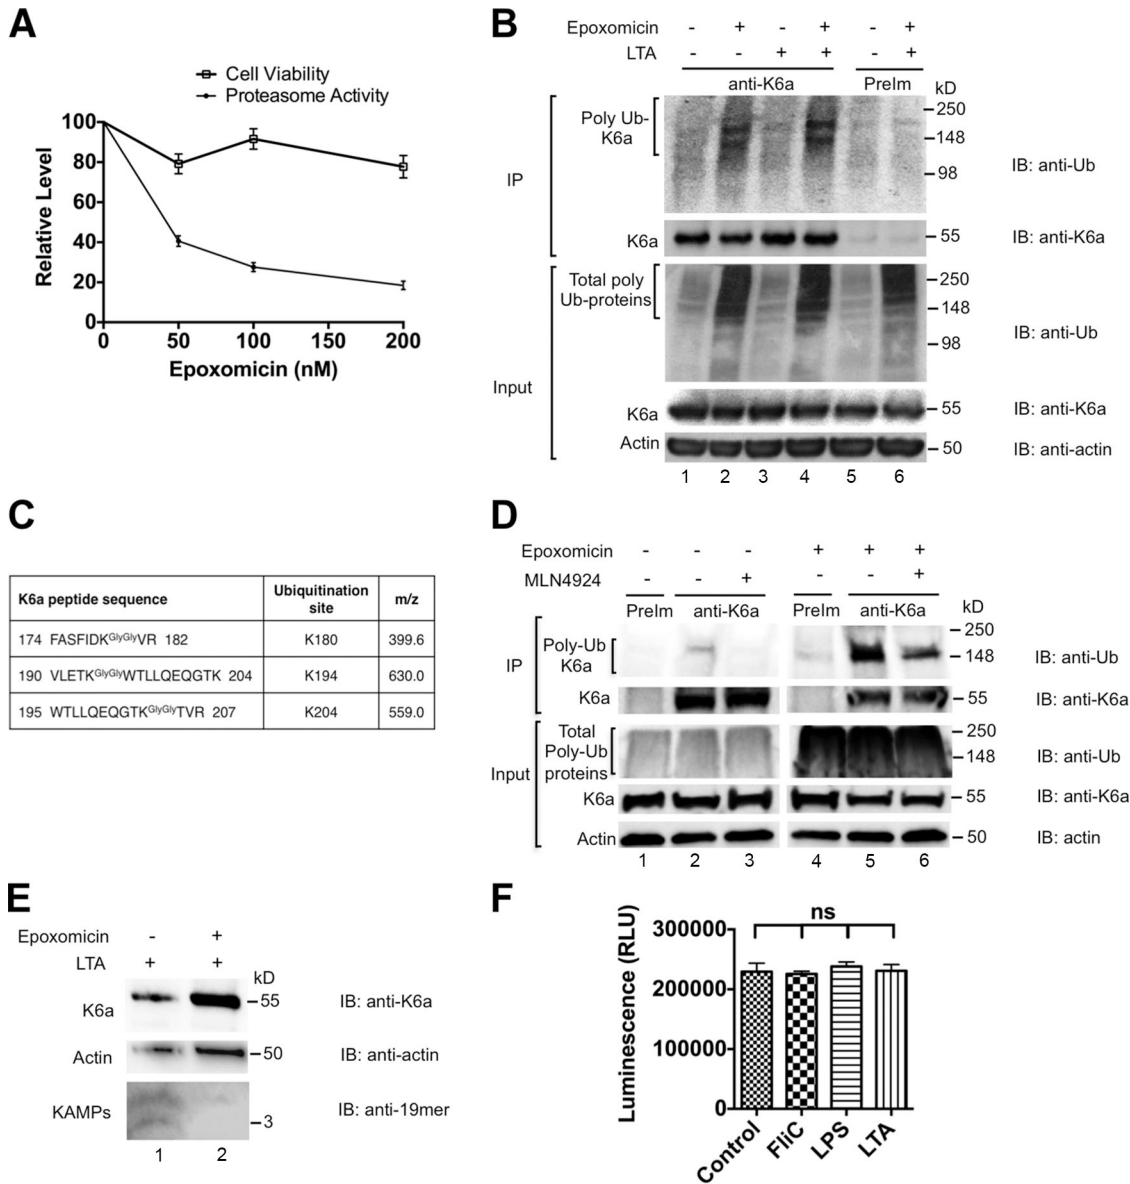 A
Cell Viability
Proteasome Activity
100
80
60
40
20
0
Relative Level
0 50 100 150 200
Epoxomicin (nM)
B
Epoxomicin - + - + - +
LTA - - + + - +
anti-K6a PreIm kD
IP
Poly Ub-
K6a
250
148
98
IB: anti-Ub
K6a 55 IB: anti-K6a
Input
Total poly
Ub-proteins
250
148
98
IB: anti-Ub
K6a 55 IB: anti-K6a
Actin 50 IB: anti-actin
1 2 3 4 5 6
C
K6a peptide sequence Ubiquitination site m/z
174 FASFIDKGlyGlyVR 182 K180 399.6
190 VLETKGlyGlyWTLLQEQGTK 204 K194 630.0
195 WTLLQEQGTKGlyGlyTVR 207 K204 559.0
D
Epoxomicin - - - + + +
MLN4924 - - + - - +
PreIm anti-K6a PreIm anti-K6a kD
IP
Poly-Ub
K6a
250
148
IB: anti-Ub
K6a 55 IB: anti-K6a
Input
Total
Poly-Ub
proteins
250
148
IB: anti-Ub
K6a 55 IB: anti-K6a
Actin 50 IB: actin
1 2 3 4 5 6
E
Epoxomicin - +
LTA + +
kD
K6a 55 IB: anti-K6a
Actin 50 IB: anti-actin
KAMPs 3 IB: anti-19mer
1 2
F
ns
300000
200000
100000
0
Luminescence (RLU)
Control FliC LPS LTA